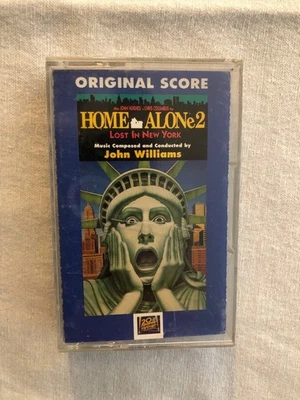 ORIGINAL SCORE
HOME ALONe 2
LOST IN NEW YORK
Music Composed and Conducted by
John Williams